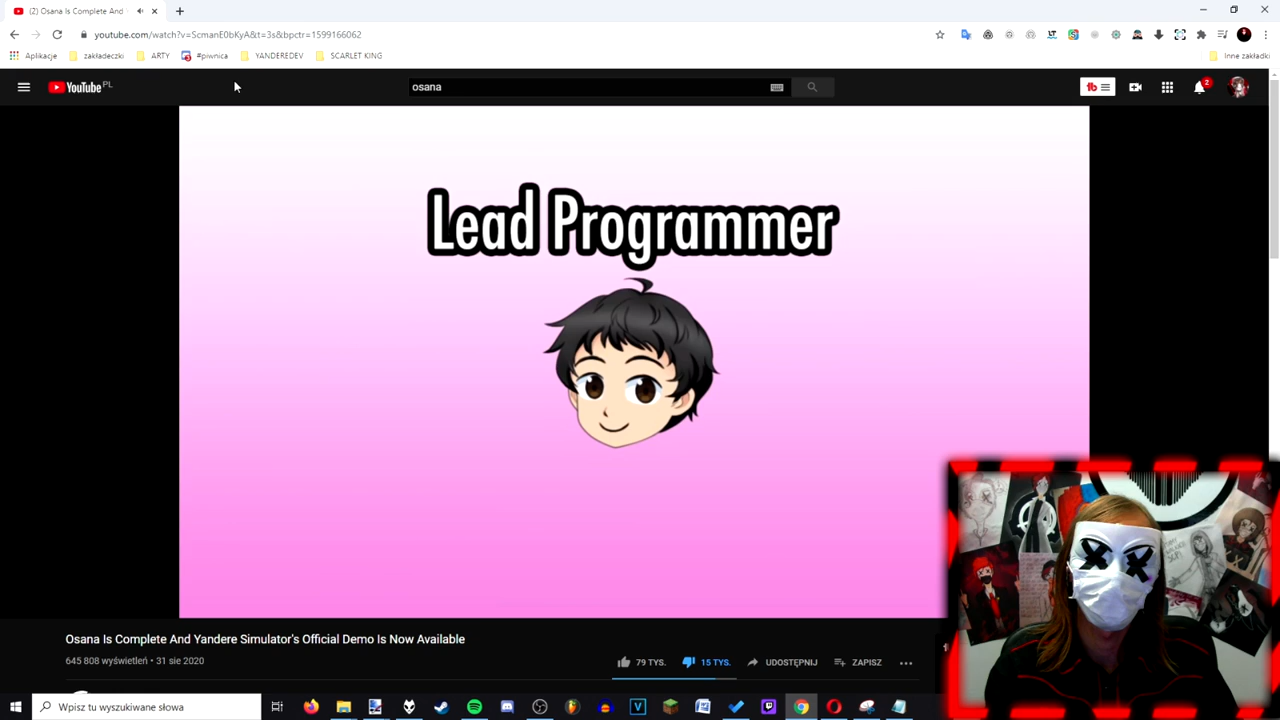 (2) Osana Is Complete And
youtube.com/watch?v=ScmanE0bKyA&t=3s&bpctr=1599166062
Aplikacje
zakładeczki
ARTY
#piwnica
YANDEREDEV
SCARLET KING
Inne zakładki
YouTube PL
osana
2
Lead Programmer
Osana Is Complete And Yandere Simulator's Official Demo Is Now Available
645 808 wyświetleń • 31 sie 2020
79 TYS.
15 TYS.
UDOSTĘPNIJ
ZAPISZ
Wpisz tu wyszukiwane słowa